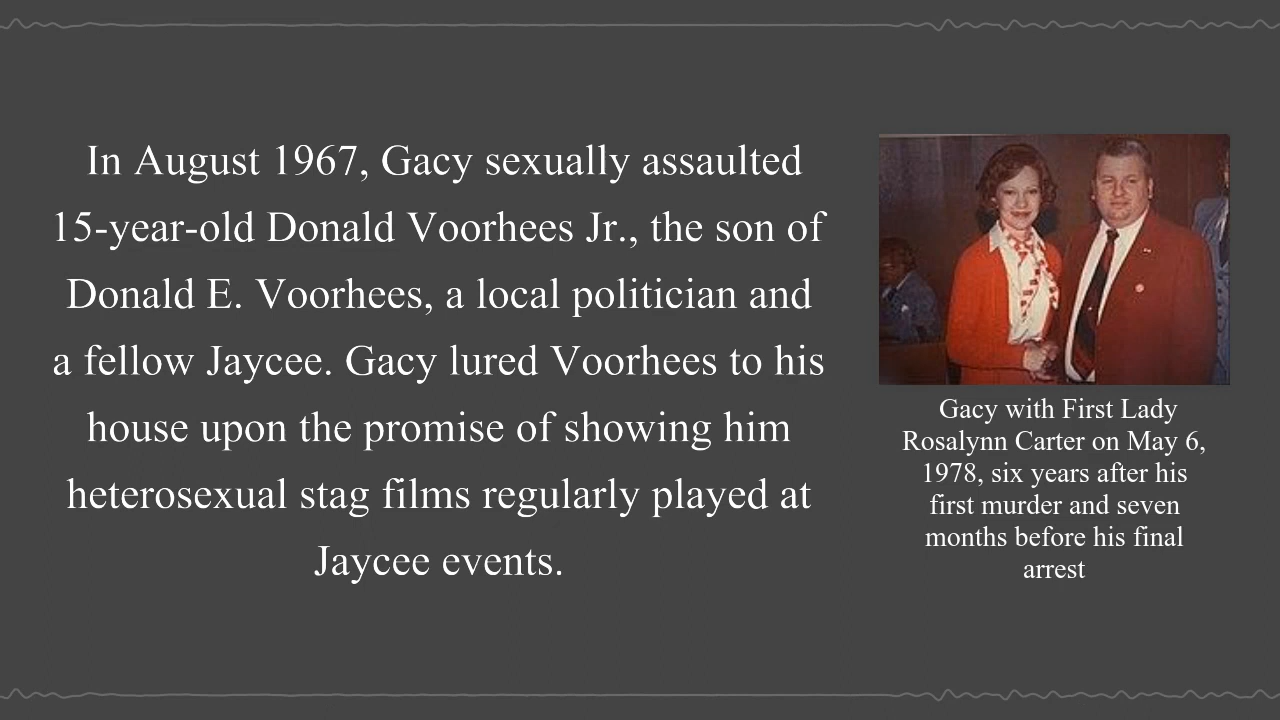 In August 1967, Gacy sexually assaulted
15-year-old Donald Voorhees Jr., the son of
Donald E. Voorhees, a local politician and
a fellow Jaycee. Gacy lured Voorhees to his
house upon the promise of showing him
heterosexual stag films regularly played at
Jaycee events.
Gacy with First Lady
Rosalynn Carter on May 6,
1978, six years after his
first murder and seven
months before his final
arrest